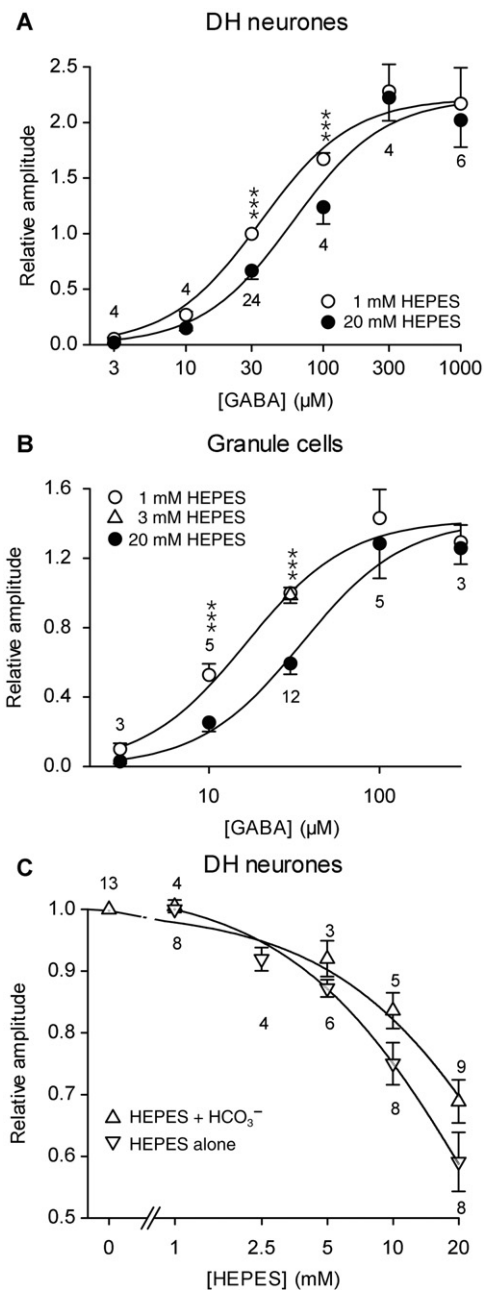 A DH neurones
2.5
2.0
1.5
1.0
0.5
0.0
Relative amplitude
4
4
***
24
***
4
4
6
1 mM HEPES
20 mM HEPES
3 10 30 100 300 1000
[GABA] (µM)
B Granule cells
1.6
1.2
0.8
0.4
0.0
Relative amplitude
1 mM HEPES
3 mM HEPES
20 mM HEPES
3
***
5
***
12
5
3
10 100
[GABA] (µM)
C DH neurones
1.0
0.9
0.8
0.7
0.6
0.5
Relative amplitude
13
4
8
4
3
6
5
8
9
8
HEPES + HCO₃⁻
HEPES alone
0 1 2.5 5 10 20
[HEPES] (mM)